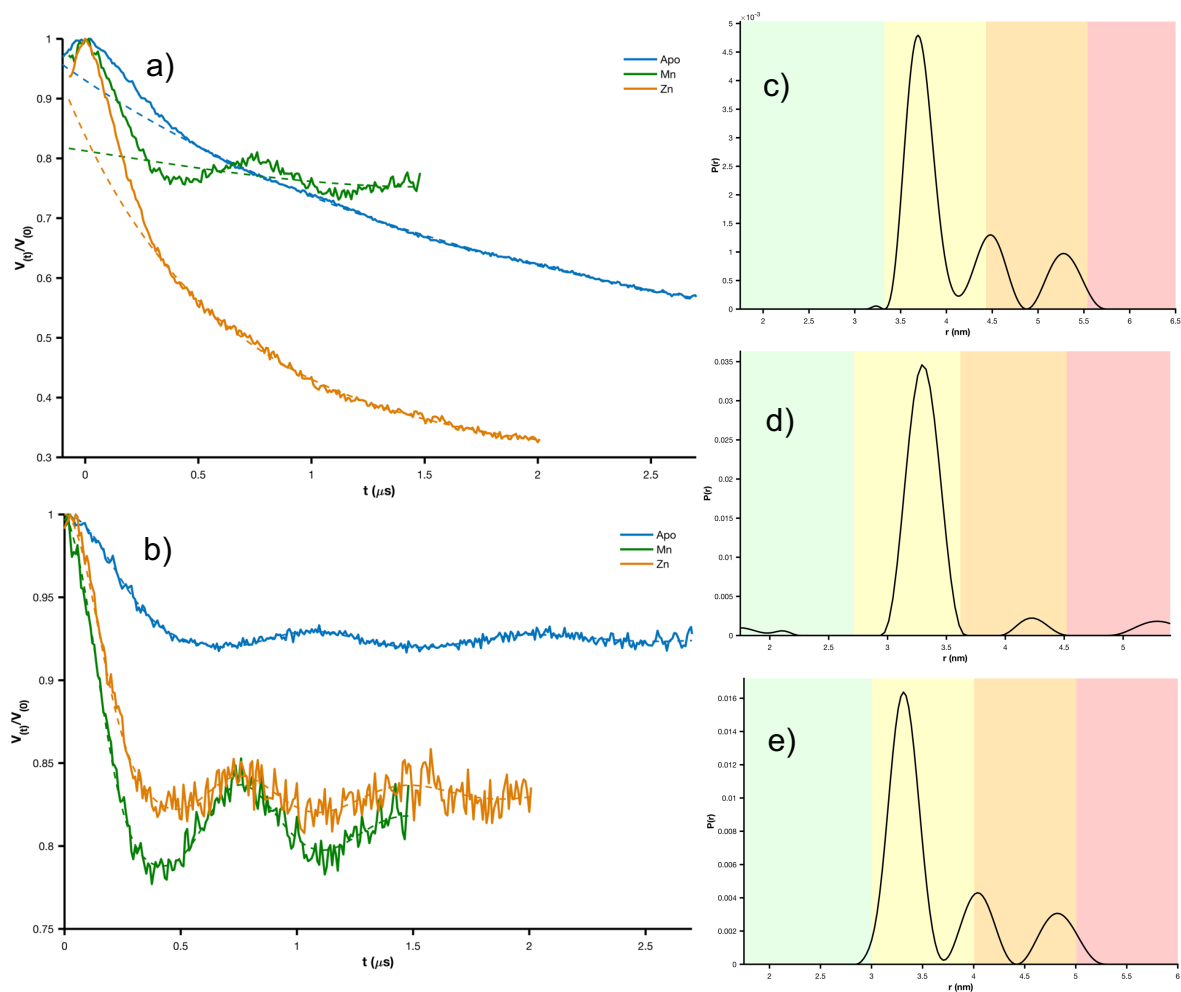 a)
Apo
Mn
Zn
1
0.9
0.8
0.7
0.6
0.5
0.4
0.3
V(t)/V(0)
0 0.5 1 1.5 2 2.5
t (μs)
b)
Apo
Mn
Zn
1
0.95
0.9
0.85
0.8
0.75
V(t)/V(0)
0 0.5 1 1.5 2 2.5
t (μs)
×10⁻³
c)
5
4.5
4
3.5
3
2.5
2
1.5
1
0.5
0
P(r)
2 2.5 3 3.5 4 4.5 5 5.5 6 6.5
r (nm)
d)
0.035
0.03
0.025
0.02
0.015
0.01
0.005
0
P(r)
2 2.5 3 3.5 4 4.5 5
r (nm)
e)
0.016
0.014
0.012
0.01
0.008
0.006
0.004
0.002
0
P(r)
2 2.5 3 3.5 4 4.5 5 5.5 6
r (nm)